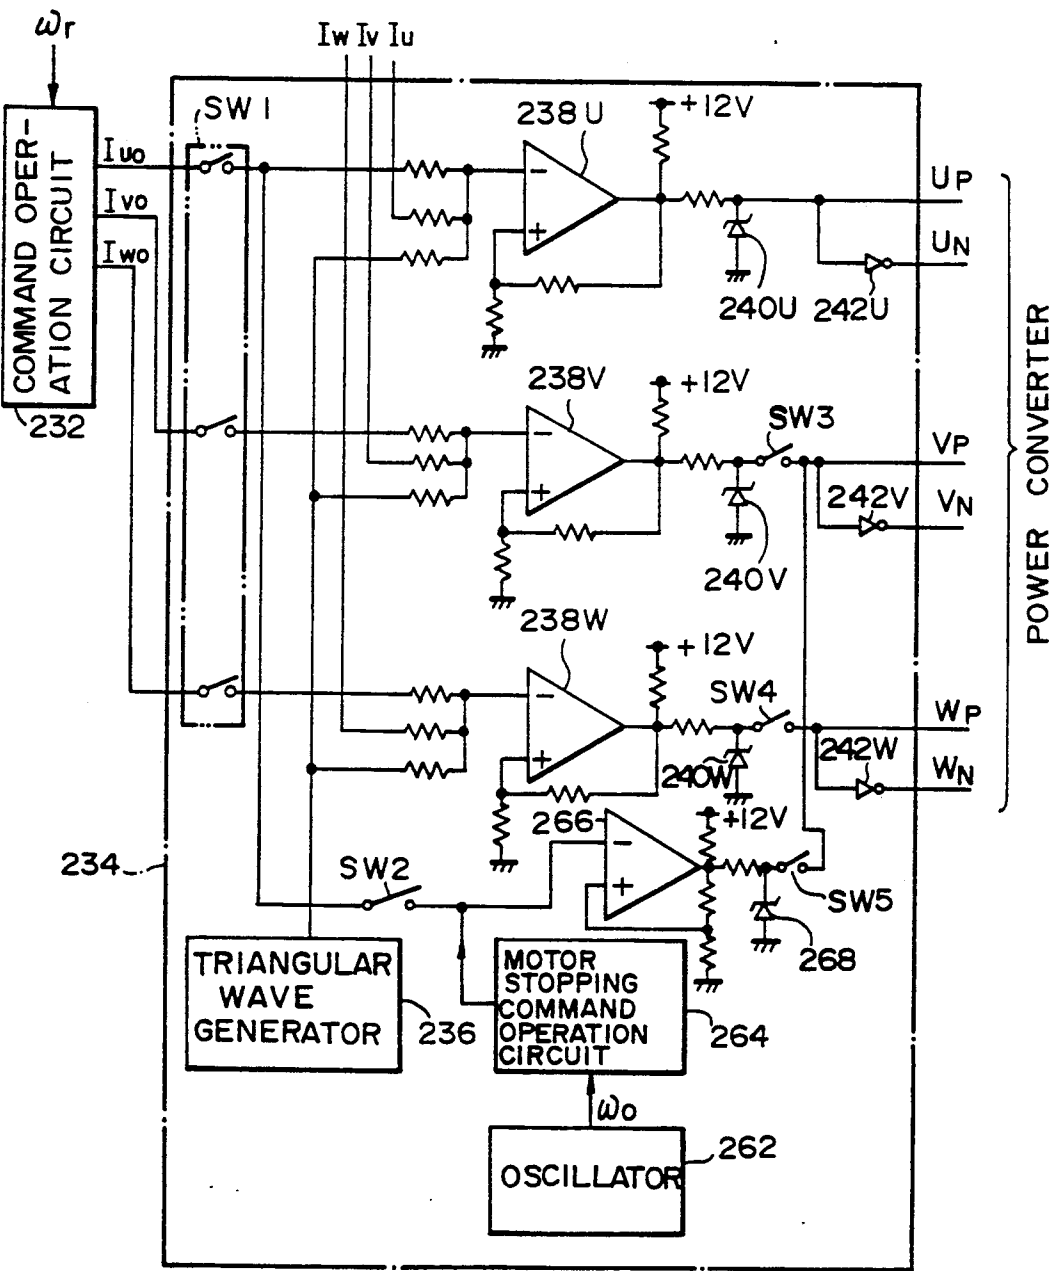 ωr
Iw Iv Iu
SW1
238U
+12V
COMMAND OPER-
ATION CIRCUIT
Iuo
Ivo
Iwo
232
UP
UN
240U
242U
238V
+12V
SW3
VP
242V
VN
240V
POWER CONVERTER
238W
+12V
SW4
WP
242W
WN
240W
266
+12V
234
SW2
SW5
268
TRIANGULAR
WAVE
GENERATOR
236
MOTOR
STOPPING
COMMAND
OPERATION
CIRCUIT
264
ωo
262
OSCILLATOR